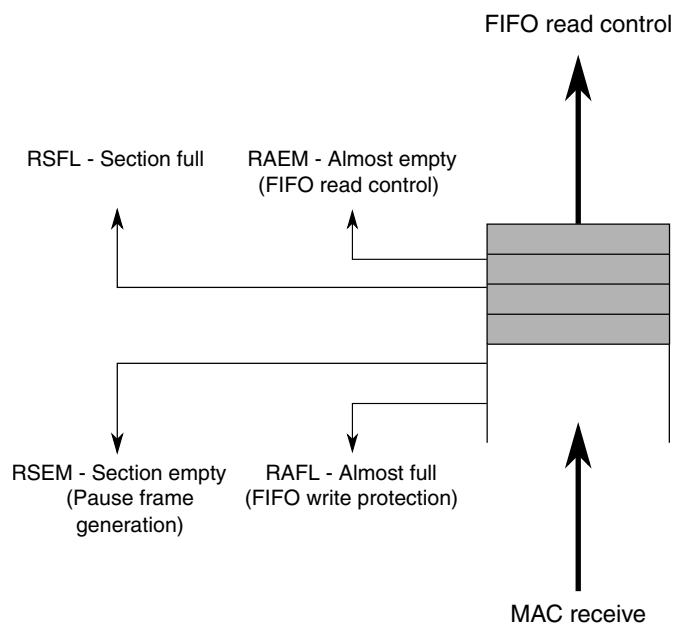 FIFO read control
RSFL - Section full
RAEM - Almost empty
(FIFO read control)
RSEM - Section empty
(Pause frame
generation)
RAFL - Almost full
(FIFO write protection)
MAC receive